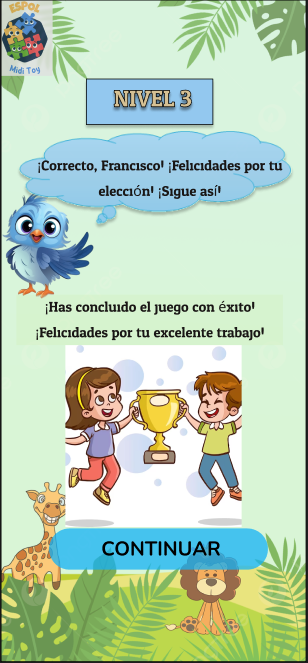 ESPOL
Midi Toy
NIVEL 3
¡Correcto, Francisco! ¡Felicidades por tu
elección! ¡Sigue así!
¡Has concluido el juego con éxito!
¡Felicidades por tu excelente trabajo!
CONTINUAR